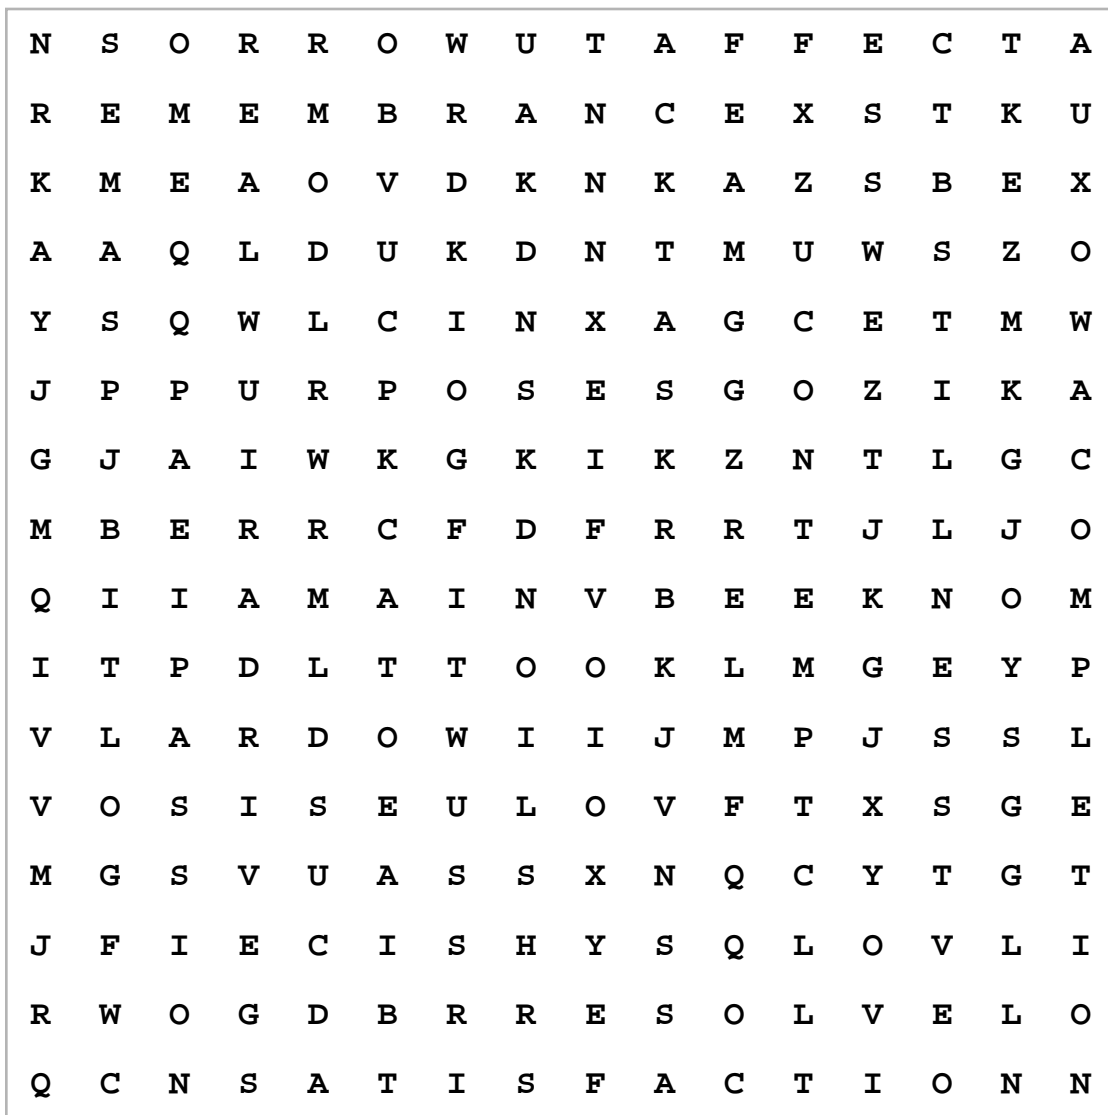 N S O R R O W U T A F F E C T A
R E M E M B R A N C E X S T K U
K M E A O V D K N K A Z S B E X
A A Q L D U K D N T M U W S Z O
Y S Q W L C I N X A G C E T M W
J P P U R P O S E S G O Z I K A
G J A I W K G K I K Z N T L G C
M B E R R C F D F R R T J L J O
Q I I A M A I N V B E E K N O M
I T P D L T T O O K L M G E Y P
V L A R D O W I I J M P J S S L
V O S I S E U L O V F T X S G E
M G S V U A S S X N Q C Y T G T
J F I E C I S H Y S Q L O V L I
R W O G D B R R E S O L V E L O
Q C N S A T I S F A C T I O N N